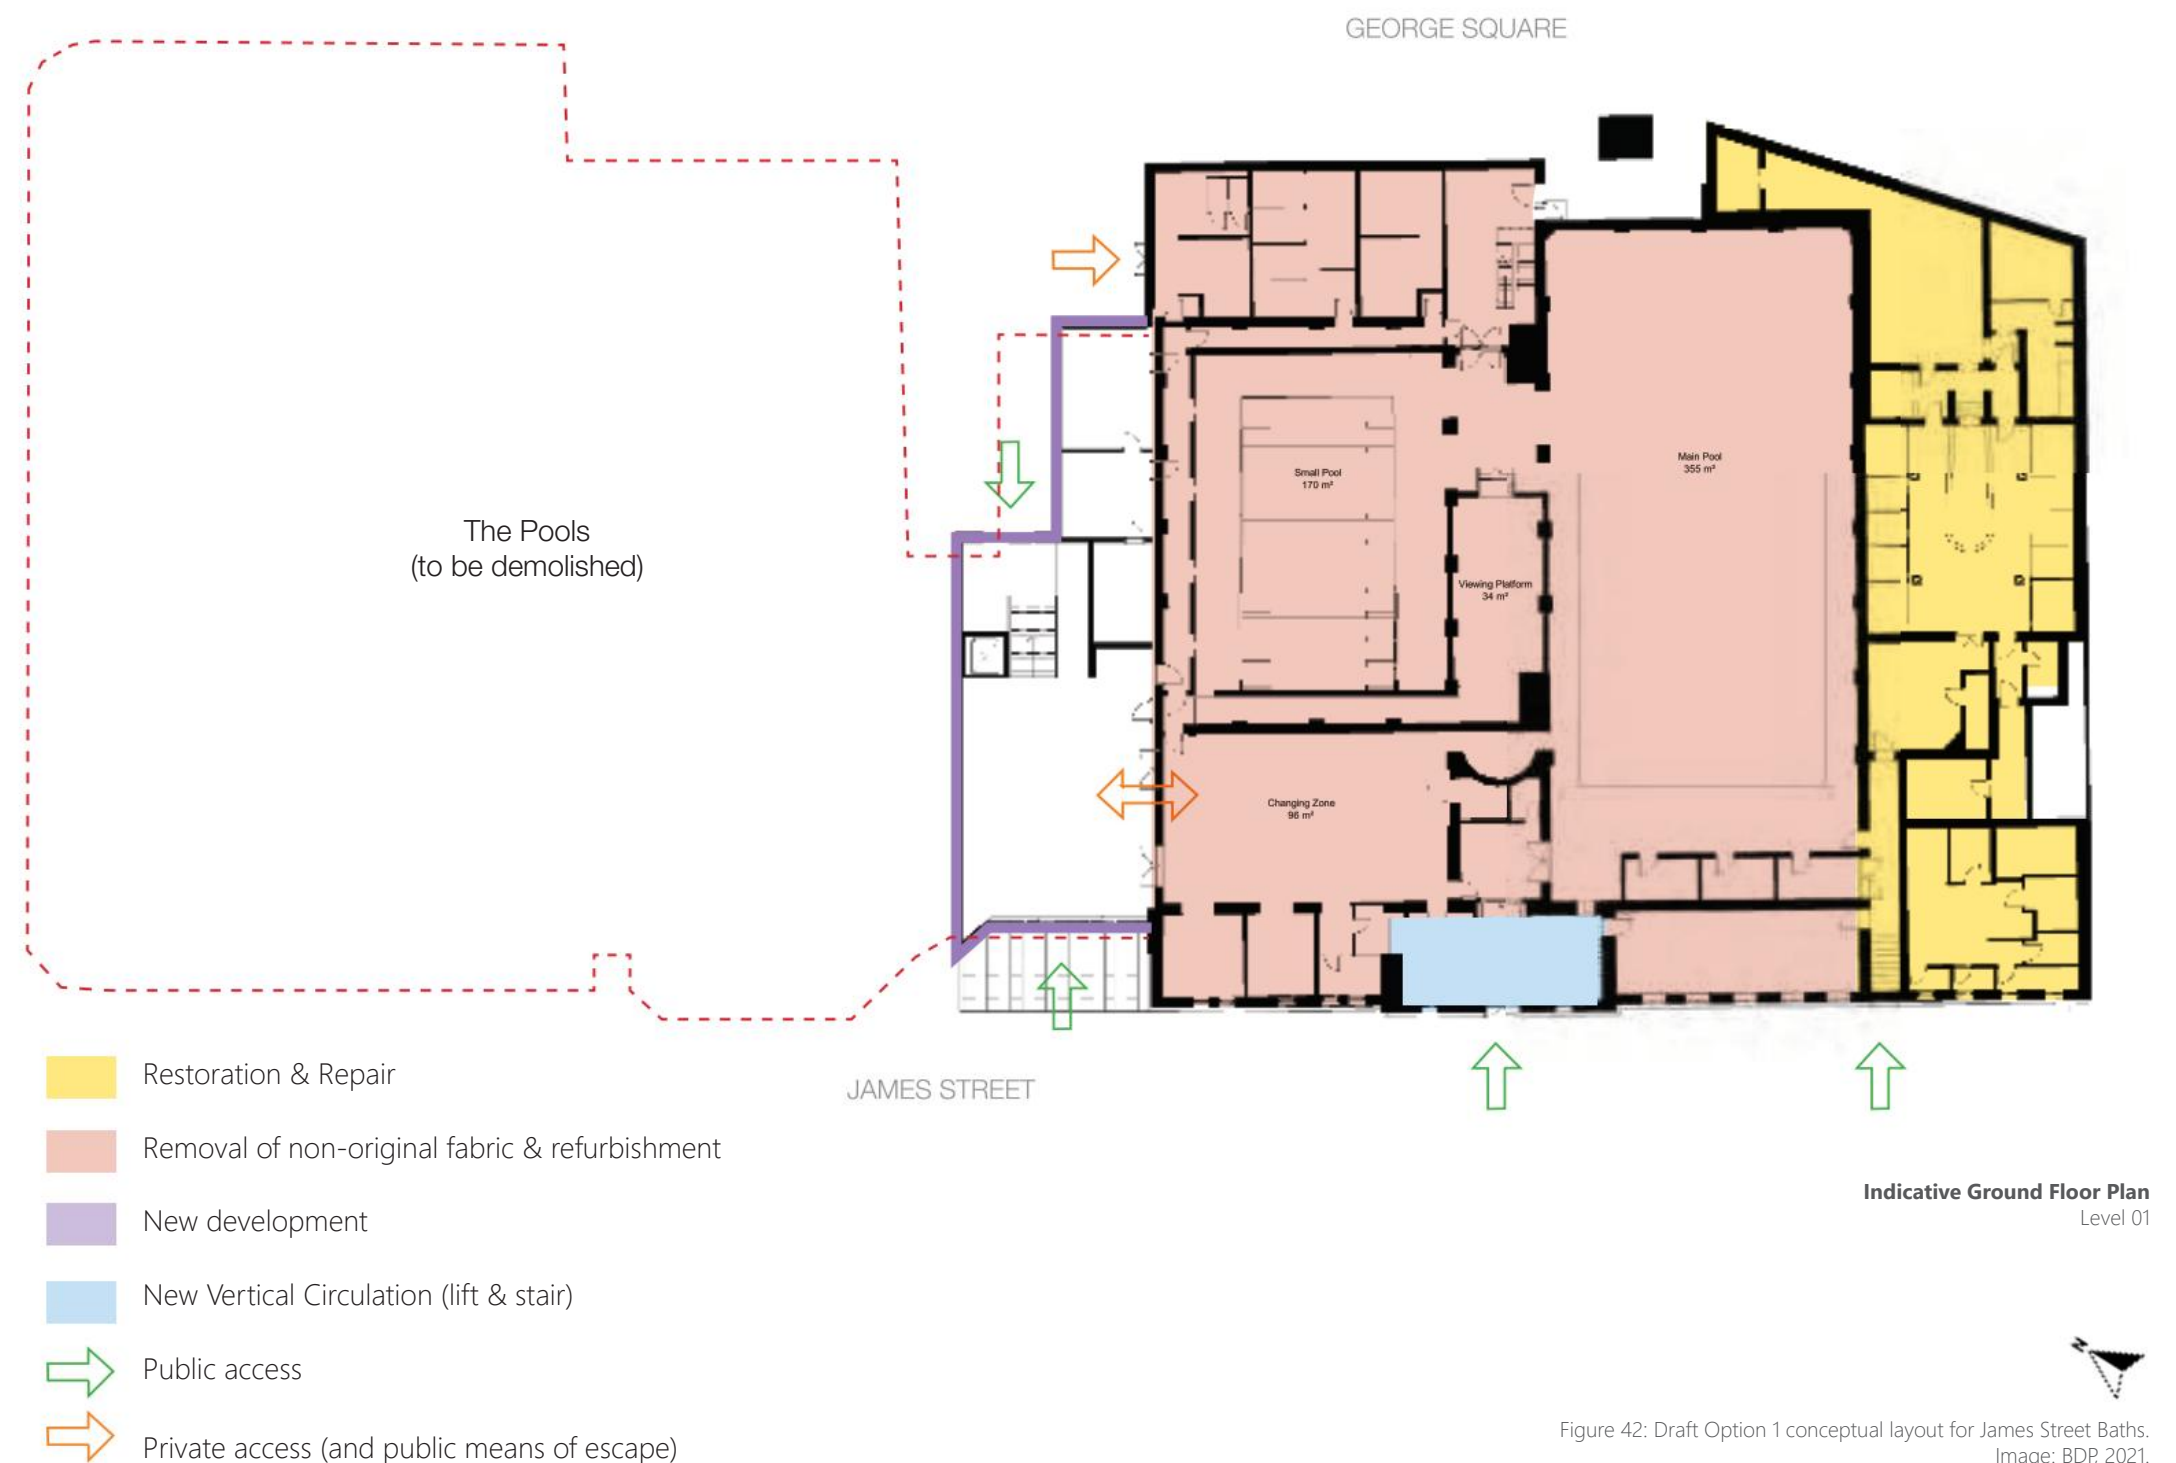 GEORGE SQUARE
The Pools
(to be demolished)
Small Pool
170 m²
Main Pool
355 m²
Viewing Platform
34 m²
Changing Zone
96 m²
JAMES STREET
Restoration & Repair
Removal of non-original fabric & refurbishment
New development
New Vertical Circulation (lift & stair)
Public access
Private access (and public means of escape)
Indicative Ground Floor Plan
Level 01
N
Figure 42: Draft Option 1 conceptual layout for James Street Baths.
Image: BDP, 2021.